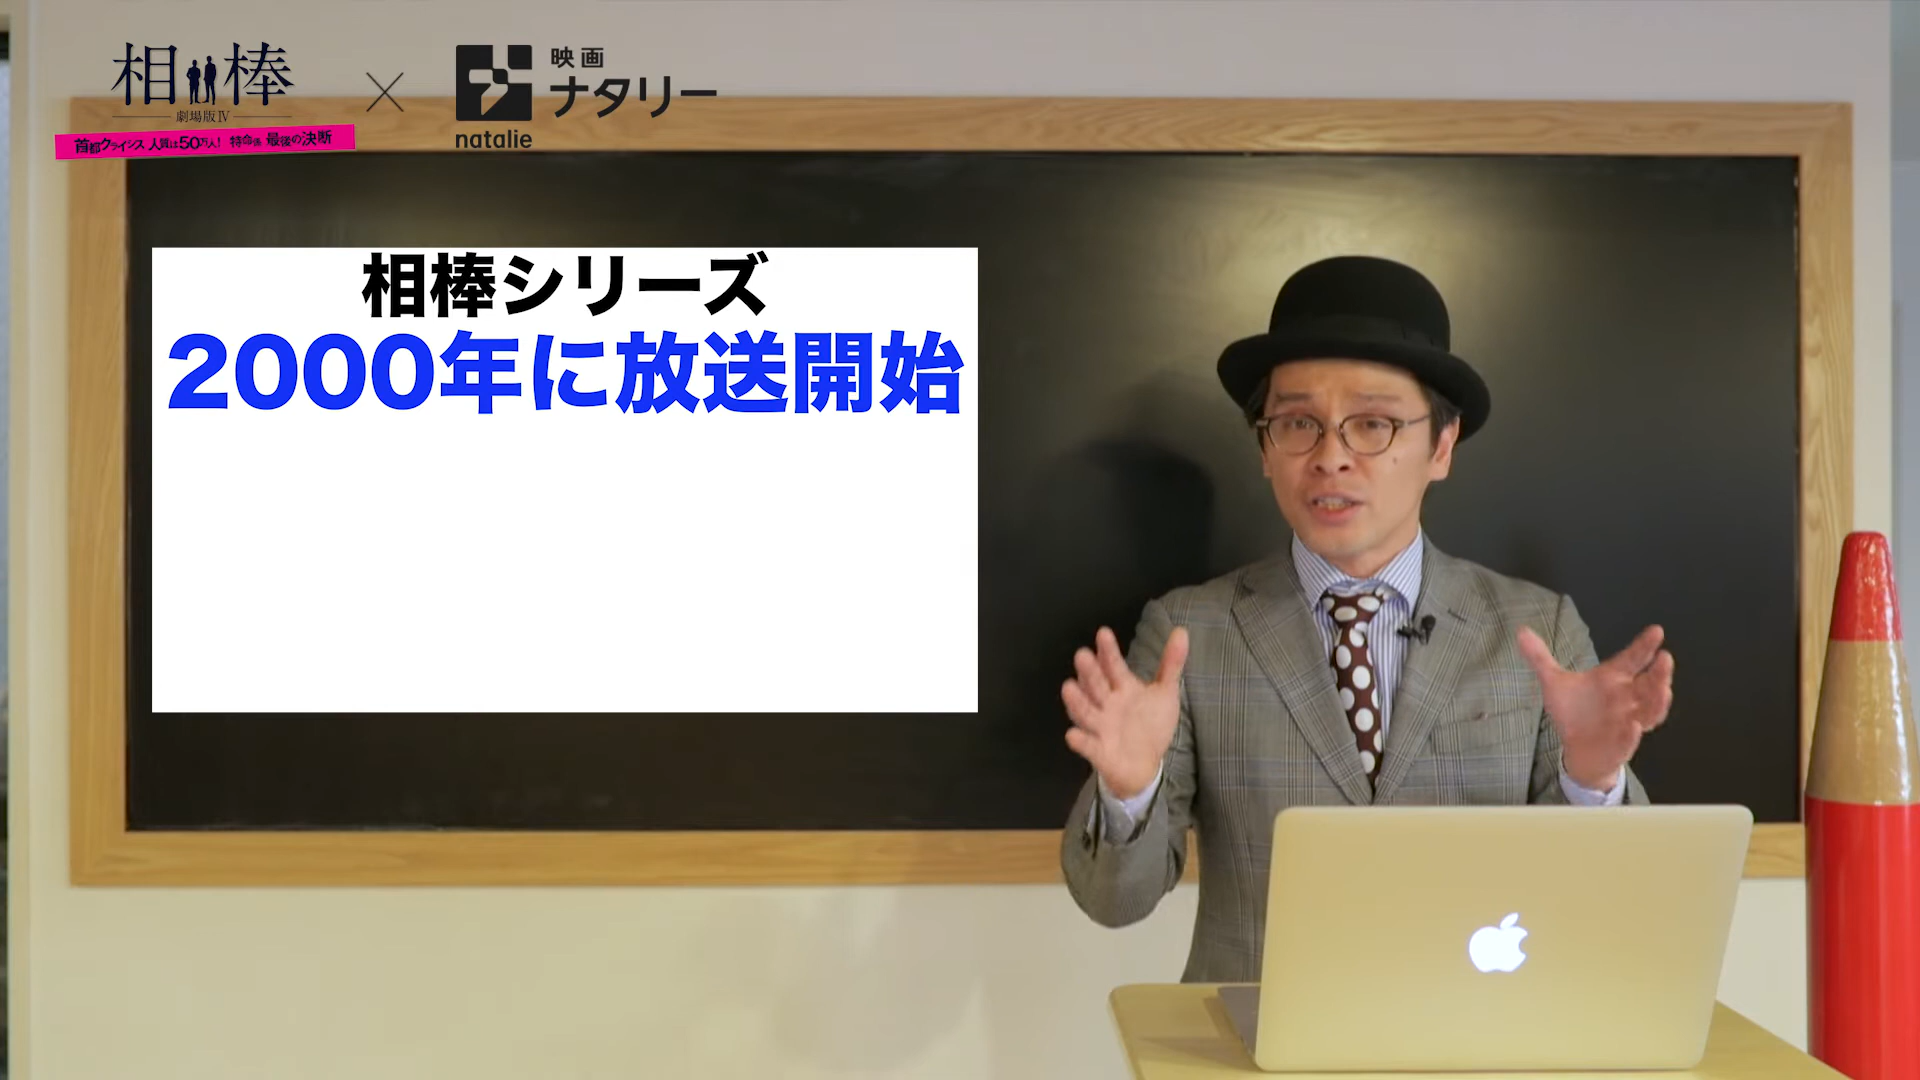 相棒
劇場版Ⅳ
首都クライシス 人質は50万人! 特命係 最後の決断
×
映画
ナタリー
natalie
相棒シリーズ
2000年に放送開始